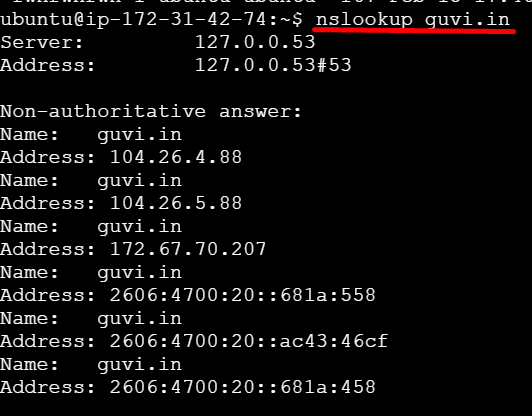 ubuntu@ip-172-31-42-74:~$ nslookup guvi.in
Server:         127.0.0.53
Address:        127.0.0.53#53

Non-authoritative answer:
Name:   guvi.in
Address: 104.26.4.88
Name:   guvi.in
Address: 104.26.5.88
Name:   guvi.in
Address: 172.67.70.207
Name:   guvi.in
Address: 2606:4700:20::681a:558
Name:   guvi.in
Address: 2606:4700:20::ac43:46cf
Name:   guvi.in
Address: 2606:4700:20::681a:458